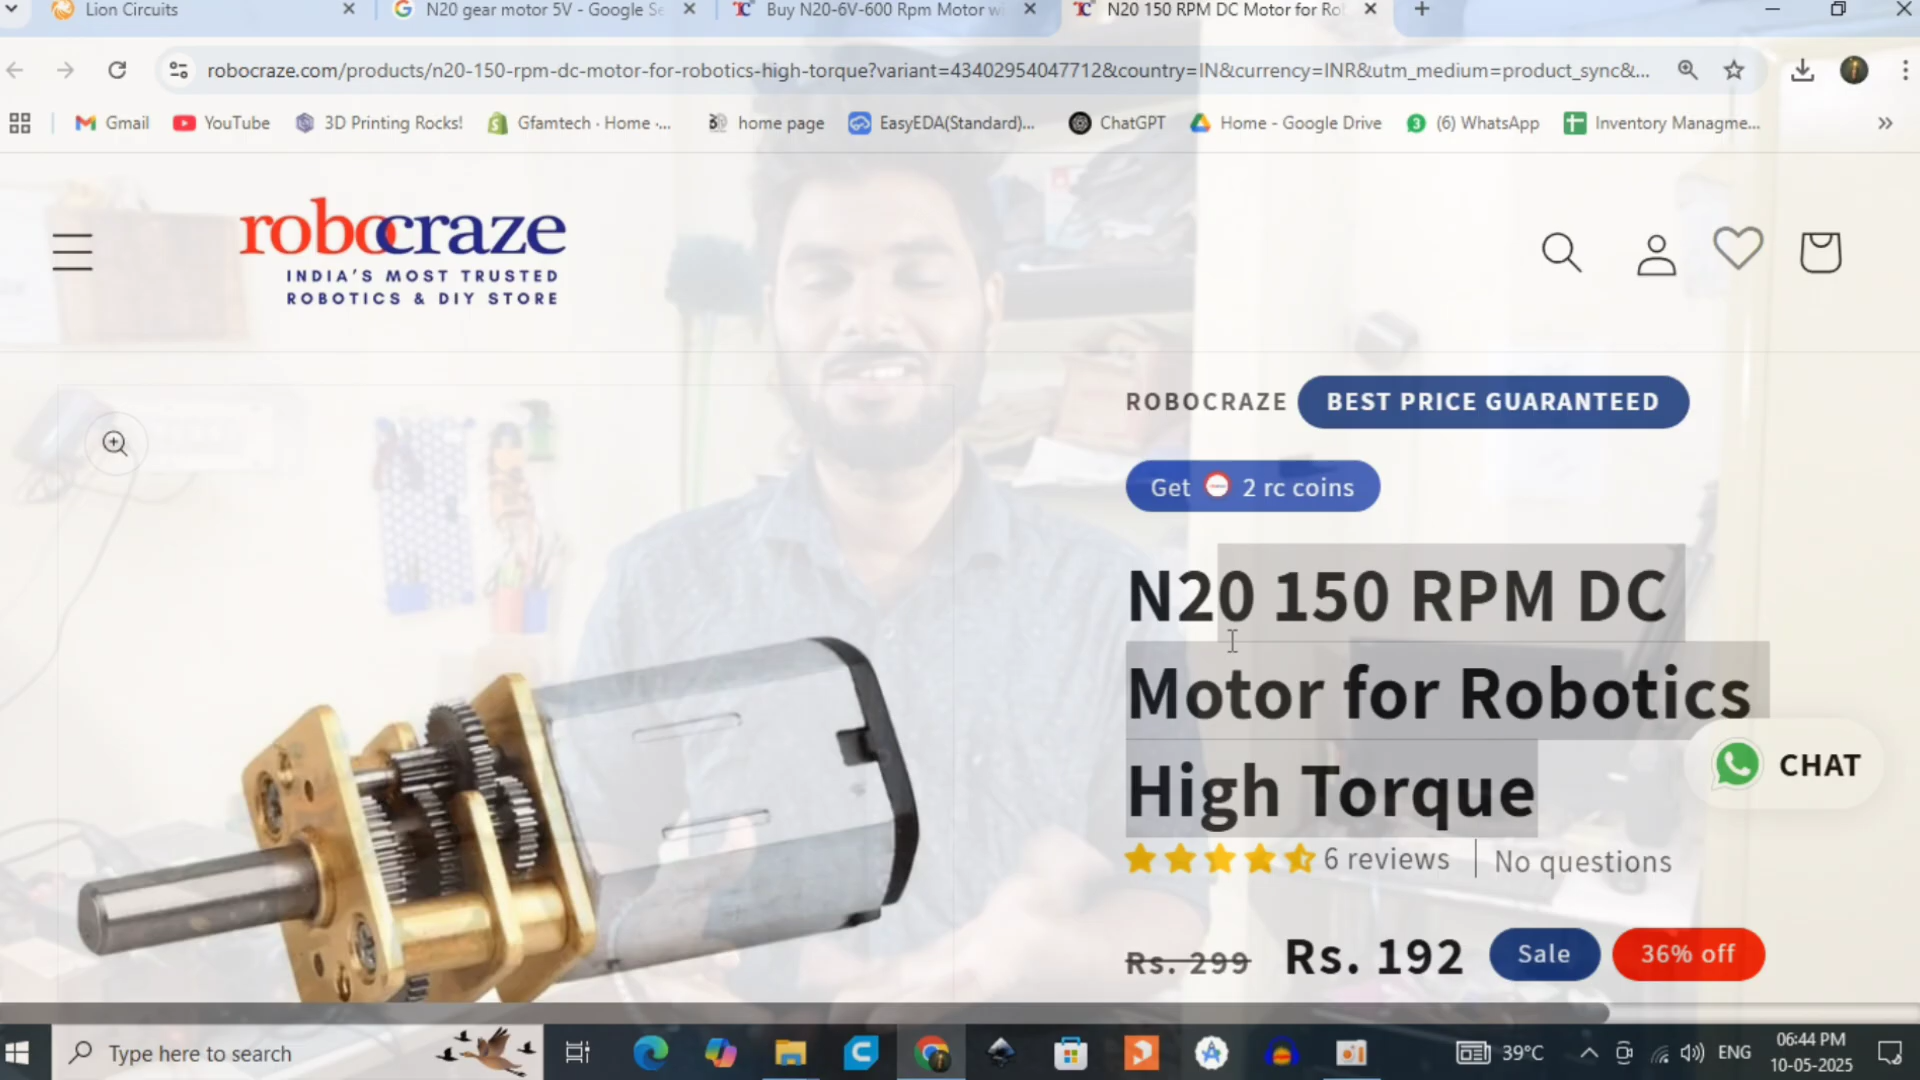 Lion Circuits
N20 gear motor 5V - Google Se
Buy N20-6V-600 Rpm Motor wi
N20 150 RPM DC Motor for Rob
robocraze.com/products/n20-150-rpm-dc-motor-for-robotics-high-torque?variant=43402954047712&country=IN&currency=INR&utm_medium=product_sync&...
Gmail
YouTube
3D Printing Rocks!
Gfamtech · Home ·...
home page
EasyEDA(Standard)...
ChatGPT
Home - Google Drive
(6) WhatsApp
Inventory Managme...
robocraze
INDIA'S MOST TRUSTED
ROBOTICS & DIY STORE
ROBOCRAZE
BEST PRICE GUARANTEED
Get 2 rc coins
N20 150 RPM DC
Motor for Robotics
High Torque
CHAT
6 reviews
No questions
Rs. 299
Rs. 192
Sale
36% off
Type here to search
39°C
ENG
06:44 PM
10-05-2025